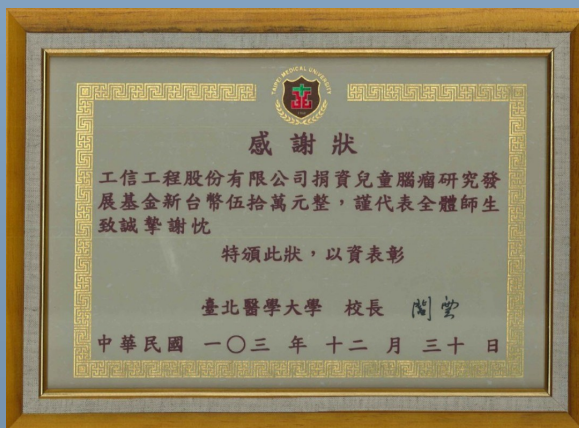 TAIPEI MEDICAL UNIVERSITY
感謝狀
工信工程股份有限公司捐資兒童腦瘤研究發
展基金新台幣伍拾萬元整，謹代表全體師生
致誠摯謝忱
特頒此狀，以資表彰
臺北醫學大學 校長 閻雲
中華民國 一〇三 年 十二 月 三十 日